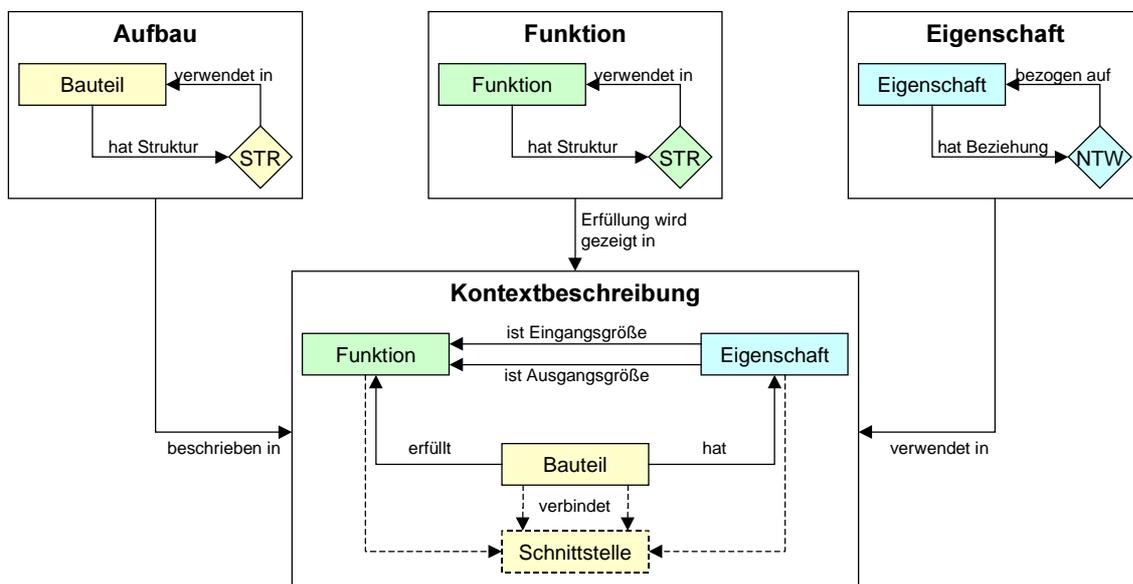 Aufbau
Bauteil
verwendet in
hat Struktur
STR
Funktion
Funktion
verwendet in
hat Struktur
STR
Eigenschaft
Eigenschaft
bezogen auf
hat Beziehung
NTW
Erfüllung wird
gezeigt in
Kontextbeschreibung
ist Eingangsgröße
Funktion
Eigenschaft
ist Ausgangsgröße
beschrieben in
erfüllt
Bauteil
hat
verwendet in
verbindet
Schnittstelle